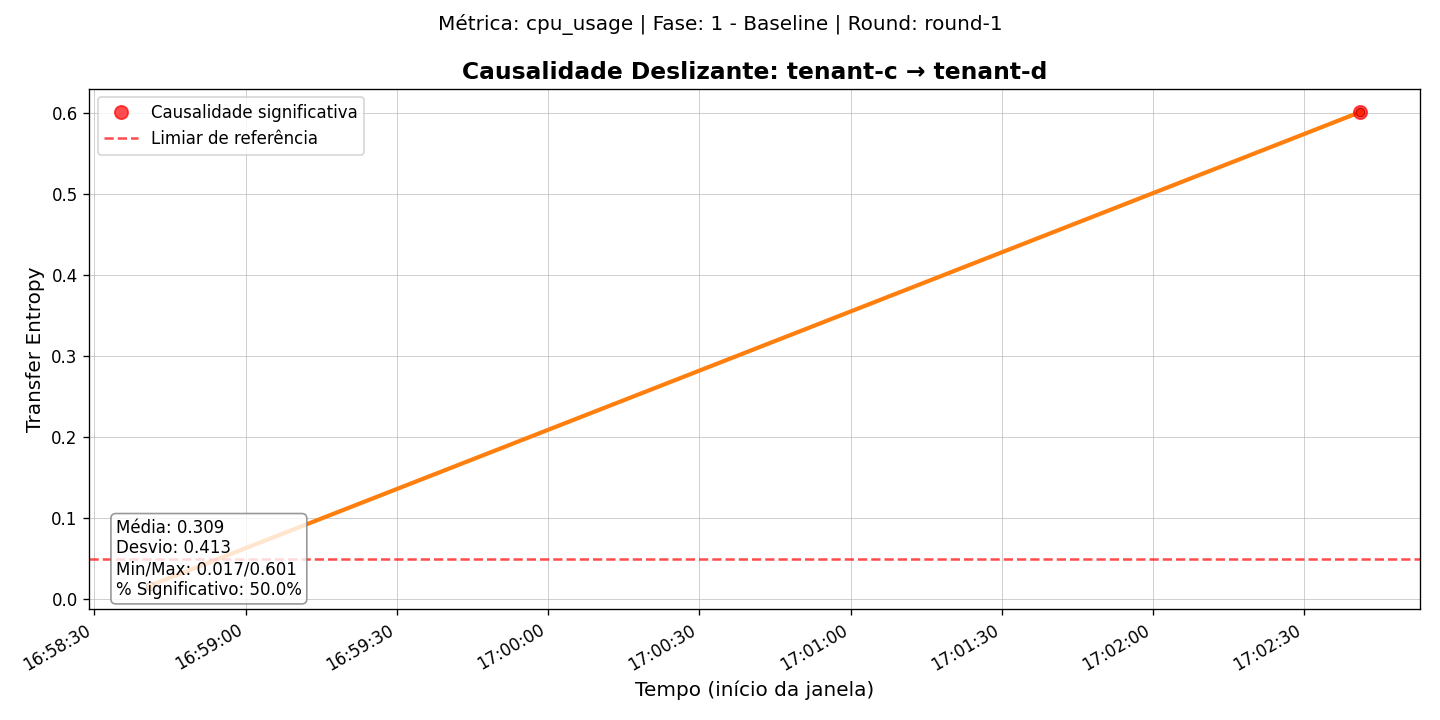 Métrica: cpu_usage | Fase: 1 - Baseline | Round: round-1
Causalidade Deslizante: tenant-c → tenant-d
Causalidade significativa
Limiar de referência
Transfer Entropy
0.6
0.5
0.4
0.3
0.2
0.1
0.0
Média: 0.309
Desvio: 0.413
Min/Max: 0.017/0.601
% Significativo: 50.0%
16:58:30
16:59:00
16:59:30
17:00:00
17:00:30
17:01:00
17:01:30
17:02:00
17:02:30
Tempo (início da janela)